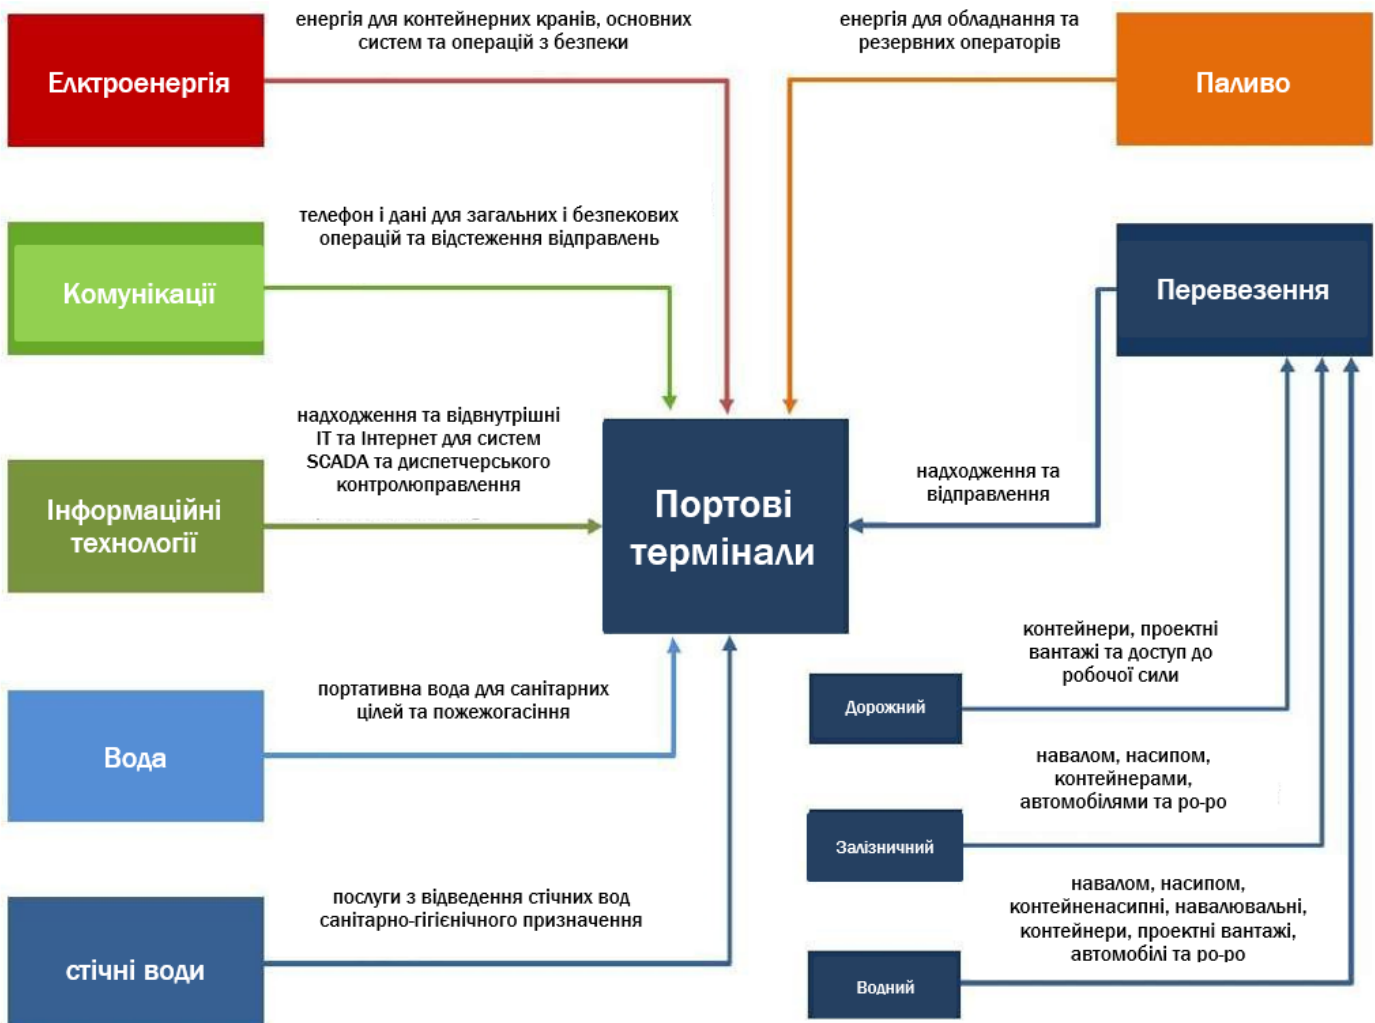 енергія для контейнерних кранів, основних
систем та операцій з безпеки
енергія для обладнання та
резервних операторів
Елктроенергія
Паливо
телефон і дані для загальних і безпекових
операцій та відстеження відправлень
Комунікації
Перевезення
надходження та відвнутрішні
ІТ та Інтернет для систем
SCADA та диспетчерського
контролюправління
Інформаційні
технології
Портові
термінали
надходження та
відправлення
контейнери, проектні
вантажі та доступ до
робочої сили
Дорожній
портативна вода для санітарних
цілей та пожежогасіння
Вода
навалом, насипом,
контейнерами,
автомобілями та ро-ро
Залізничний
послуги з відведення стічних вод
санітарно-гігієнічного призначення
стічні води
навалом, насипом,
контейненасипні, навалювальні,
контейнери, проектні вантажі,
автомобілі та ро-ро
Водний